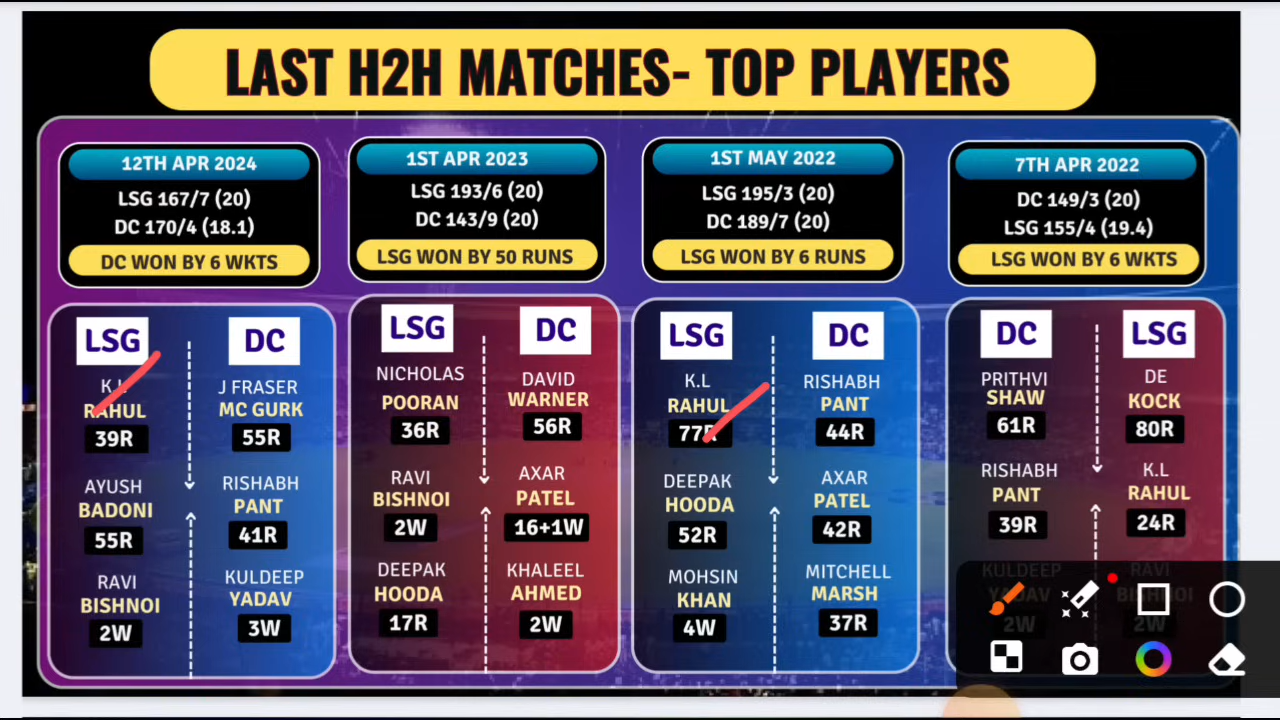 LAST H2H MATCHES- TOP PLAYERS
12TH APR 2024
LSG 167/7 (20)
DC 170/4 (18.1)
DC WON BY 6 WKTS
1ST APR 2023
LSG 193/6 (20)
DC 143/9 (20)
LSG WON BY 50 RUNS
1ST MAY 2022
LSG 195/3 (20)
DC 189/7 (20)
LSG WON BY 6 RUNS
7TH APR 2022
DC 149/3 (20)
LSG 155/4 (19.4)
LSG WON BY 6 WKTS
LSG
K.L
RAHUL
39R
AYUSH
BADONI
55R
RAVI
BISHNOI
2W
DC
J FRASER
MC GURK
55R
RISHABH
PANT
41R
KULDEEP
YADAV
3W
LSG
NICHOLAS
POORAN
36R
RAVI
BISHNOI
2W
DEEPAK
HOODA
17R
DC
DAVID
WARNER
56R
AXAR
PATEL
16+1W
KHALEEL
AHMED
2W
LSG
K.L
RAHUL
77R
DEEPAK
HOODA
52R
MOHSIN
KHAN
4W
DC
RISHABH
PANT
44R
AXAR
PATEL
42R
MITCHELL
MARSH
37R
DC
PRITHVI
SHAW
61R
RISHABH
PANT
39R
KULDEEP
YADAV
2W
LSG
DE
KOCK
80R
K.L
RAHUL
24R
RAVI
BISHNOI
2W